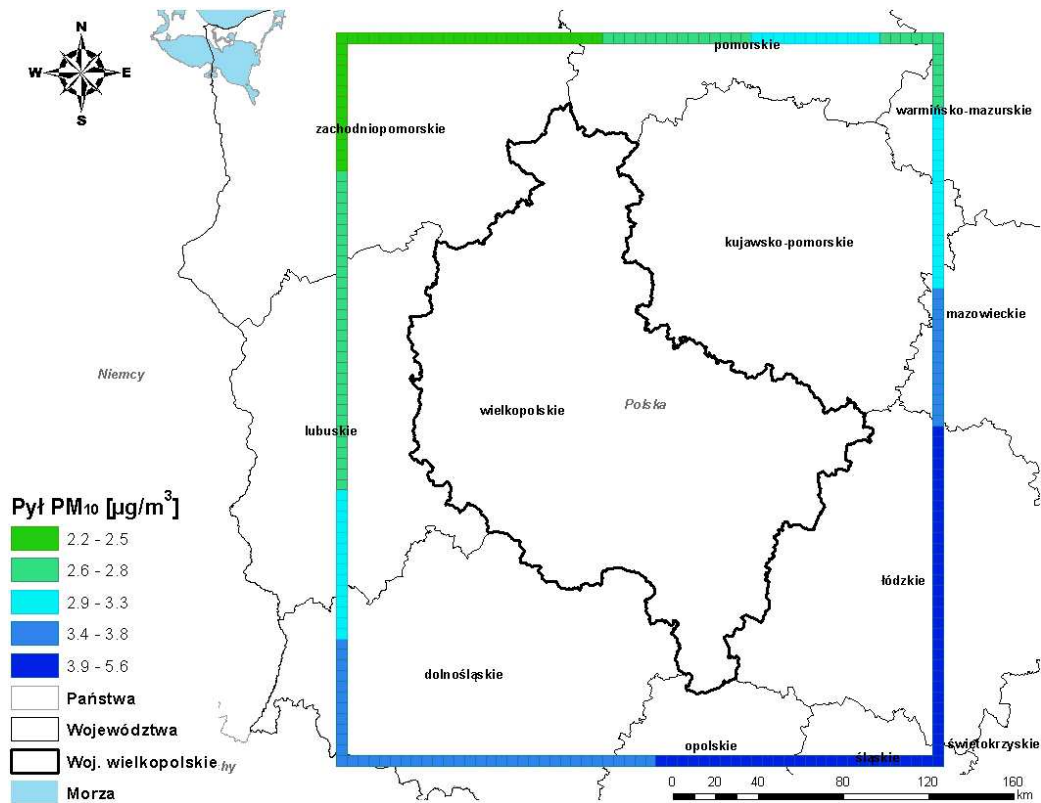 N
W E
S
pomorskie
warmińsko-mazurskie
zachodniopomorskie
kujawsko-pomorskie
mazowieckie
Niemcy
wielkopolskie
Polska
lubuskie
łódzkie
dolnośląskie
opolskie
śląskie
świętokrzyskie
Pył PM10 [µg/m³]
2.2 - 2.5
2.6 - 2.8
2.9 - 3.3
3.4 - 3.8
3.9 - 5.6
Państwa
Województwa
Woj. wielkopolskie
hy
Morza
0 20 40 80 120 160
km